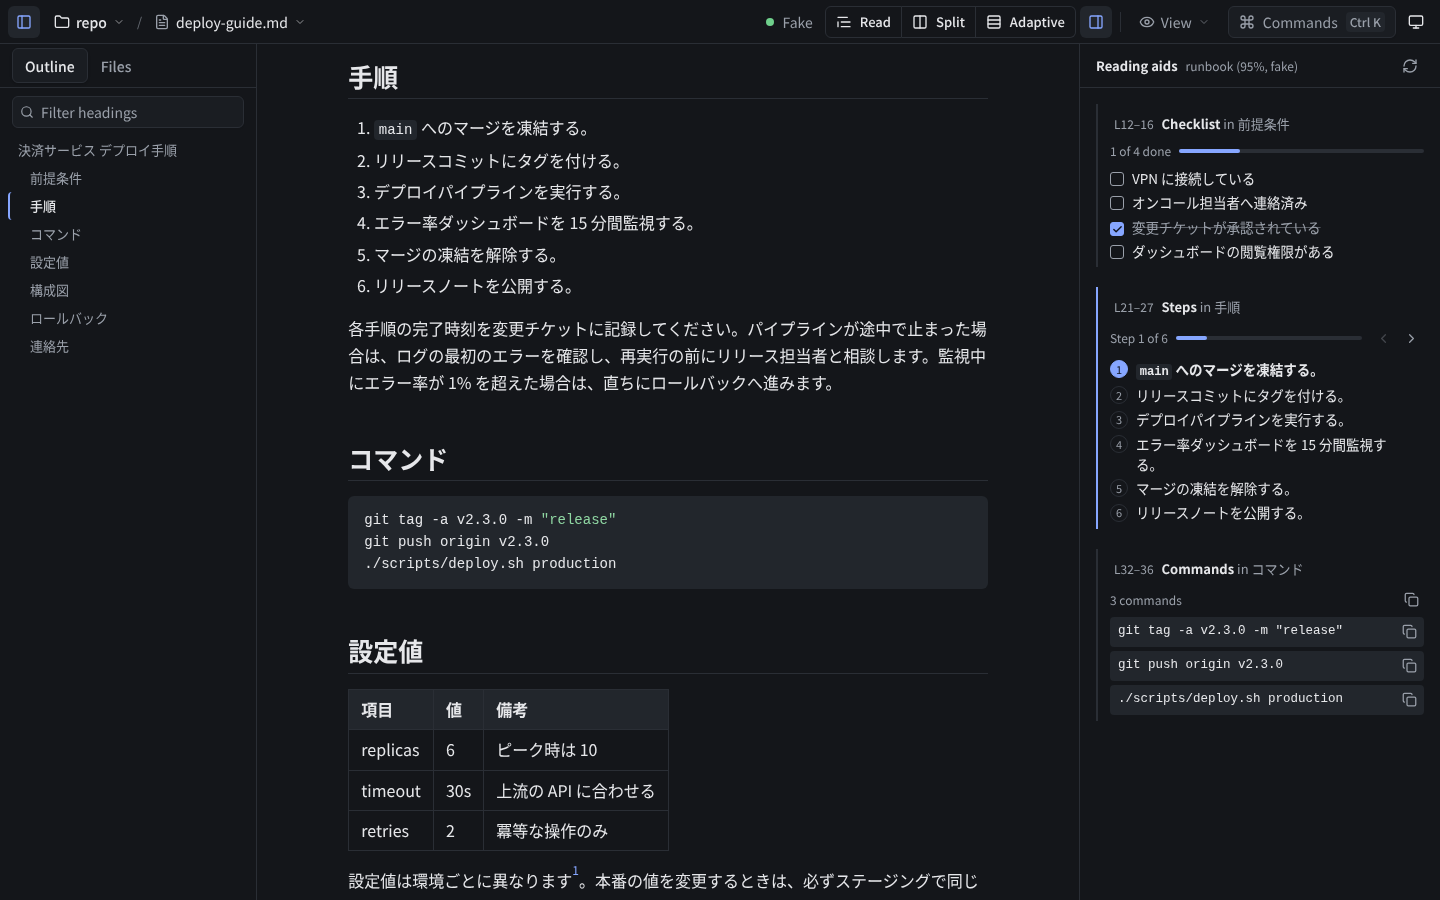 repo / deploy-guide.md
Fake
Read
Split
Adaptive
View
Commands Ctrl K
Outline
Files
Filter headings
決済サービス デプロイ手順
前提条件
手順
コマンド
設定値
構成図
ロールバック
連絡先
手順
1. main へのマージを凍結する。
2. リリースコミットにタグを付ける。
3. デプロイパイプラインを実行する。
4. エラー率ダッシュボードを 15 分間監視する。
5. マージの凍結を解除する。
6. リリースノートを公開する。
各手順の完了時刻を変更チケットに記録してください。パイプラインが途中で止まった場
合は、ログの最初のエラーを確認し、再実行の前にリリース担当者と相談します。監視中
にエラー率が 1% を超えた場合は、直ちにロールバックへ進みます。
コマンド
git tag -a v2.3.0 -m "release"
git push origin v2.3.0
./scripts/deploy.sh production
設定値
項目 値 備考
replicas 6 ピーク時は 10
timeout 30s 上流の API に合わせる
retries 2 冪等な操作のみ
設定値は環境ごとに異なります1。本番の値を変更するときは、必ずステージングで同じ
Reading aids runbook (95%, fake)
L12–16 Checklist in 前提条件
1 of 4 done
VPN に接続している
オンコール担当者へ連絡済み
変更チケットが承認されている
ダッシュボードの閲覧権限がある
L21–27 Steps in 手順
Step 1 of 6
1 main へのマージを凍結する。
2 リリースコミットにタグを付ける。
3 デプロイパイプラインを実行する。
4 エラー率ダッシュボードを 15 分間監視す
る。
5 マージの凍結を解除する。
6 リリースノートを公開する。
L32–36 Commands in コマンド
3 commands
git tag -a v2.3.0 -m "release"
git push origin v2.3.0
./scripts/deploy.sh production